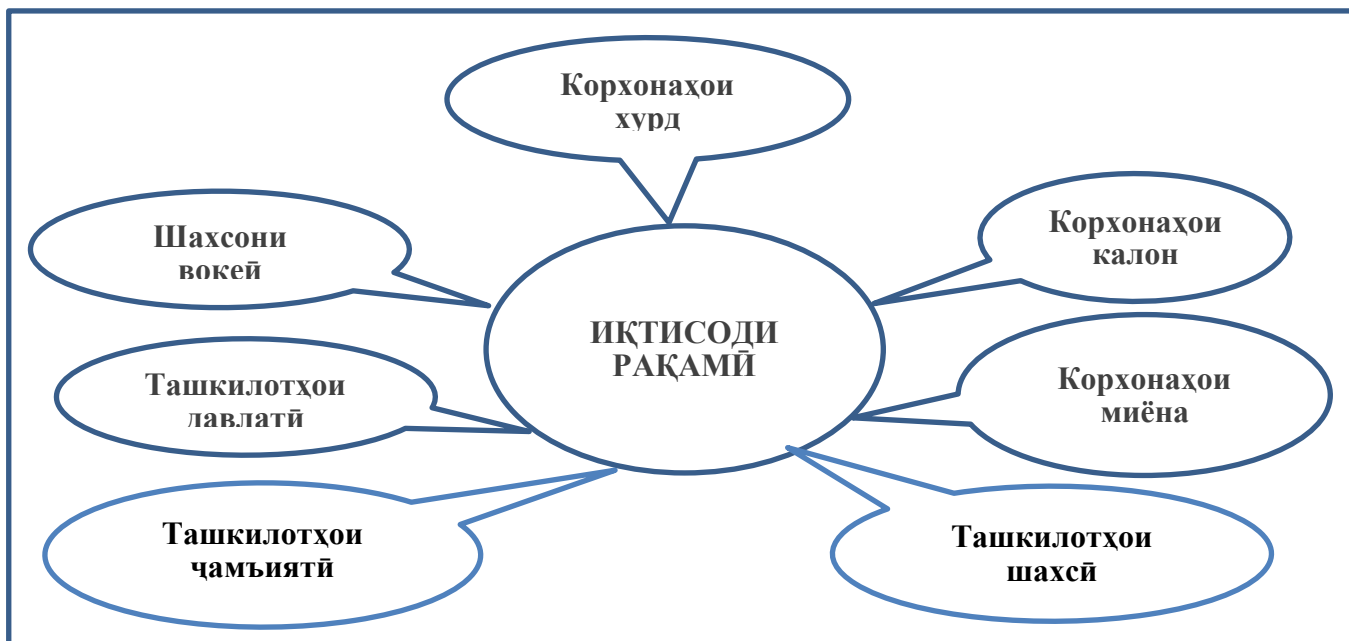 Корхонаҳои
хурд
Шахсони
вокеӣ
Корхонаҳои
калон
ИҚТИСОДИ
РАҚАМӢ
Ташкилотҳои
давлатӣ
Корхонаҳои
миёна
Ташкилотҳои
ҷамъиятӣ
Ташкилотҳои
шахсӣ